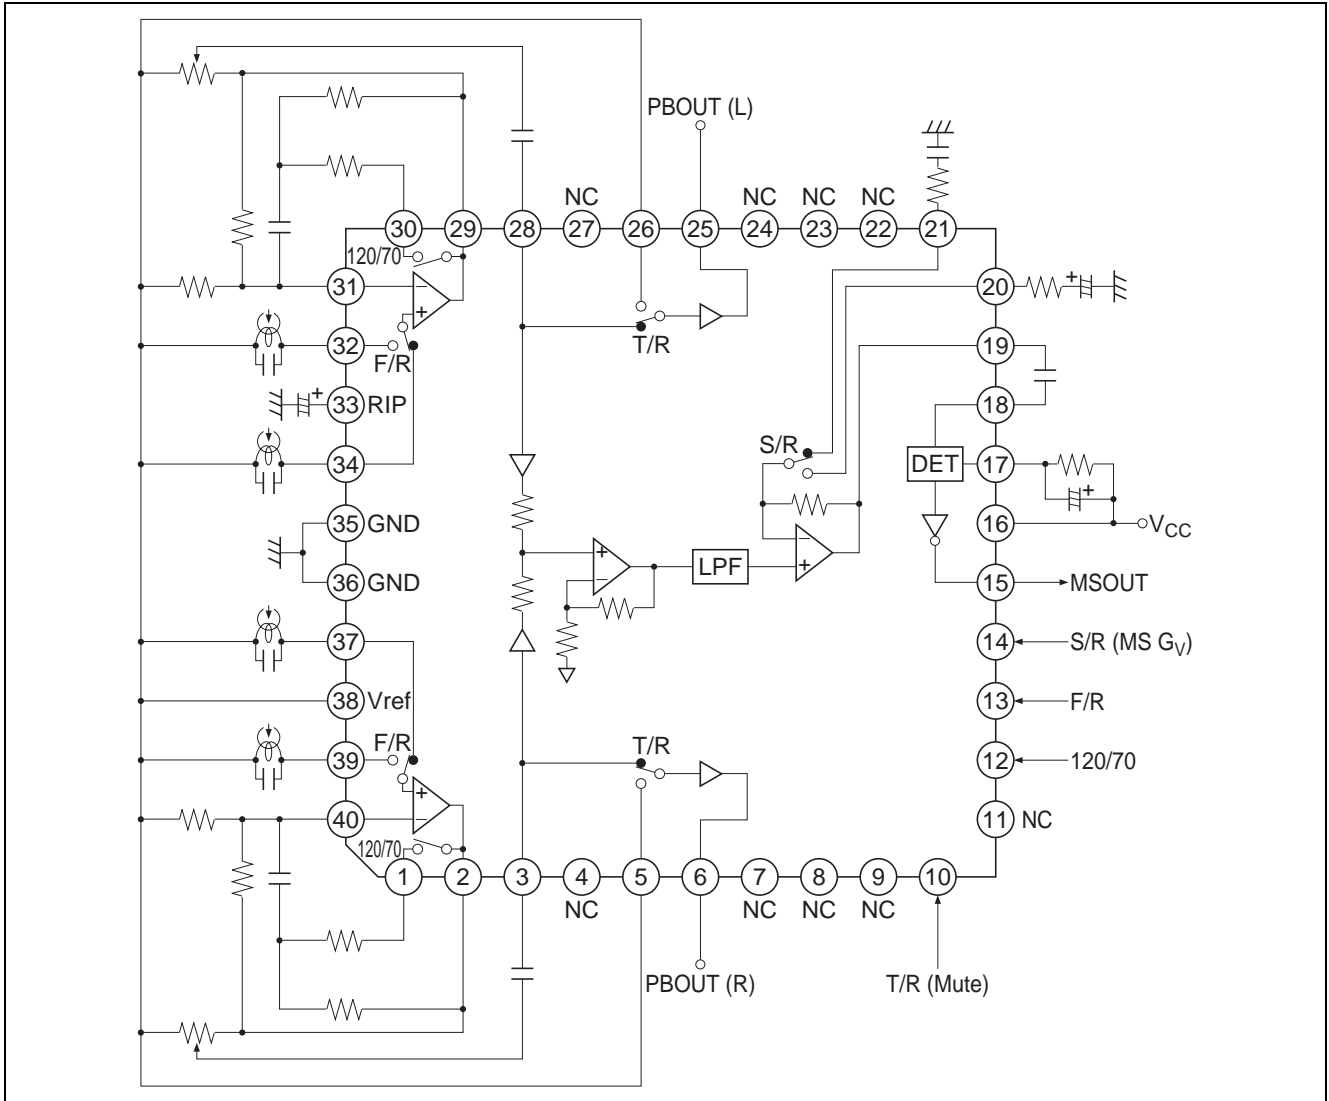 PBOUT (L)
NC
NC
NC
NC
30
29
28
27
26
25
24
23
22
21
120/70
31
20
T/R
32
F/R
19
33
RIP
18
S/R
34
DET
17
35
GND
16
VCC
LPF
36
GND
15
MSOUT
37
14
S/R (MS GV)
38
Vref
13
F/R
F/R
T/R
39
12
120/70
40
11
NC
120/70
1
2
3
4
5
6
7
8
9
10
NC
NC
NC
NC
PBOUT (R)
T/R (Mute)